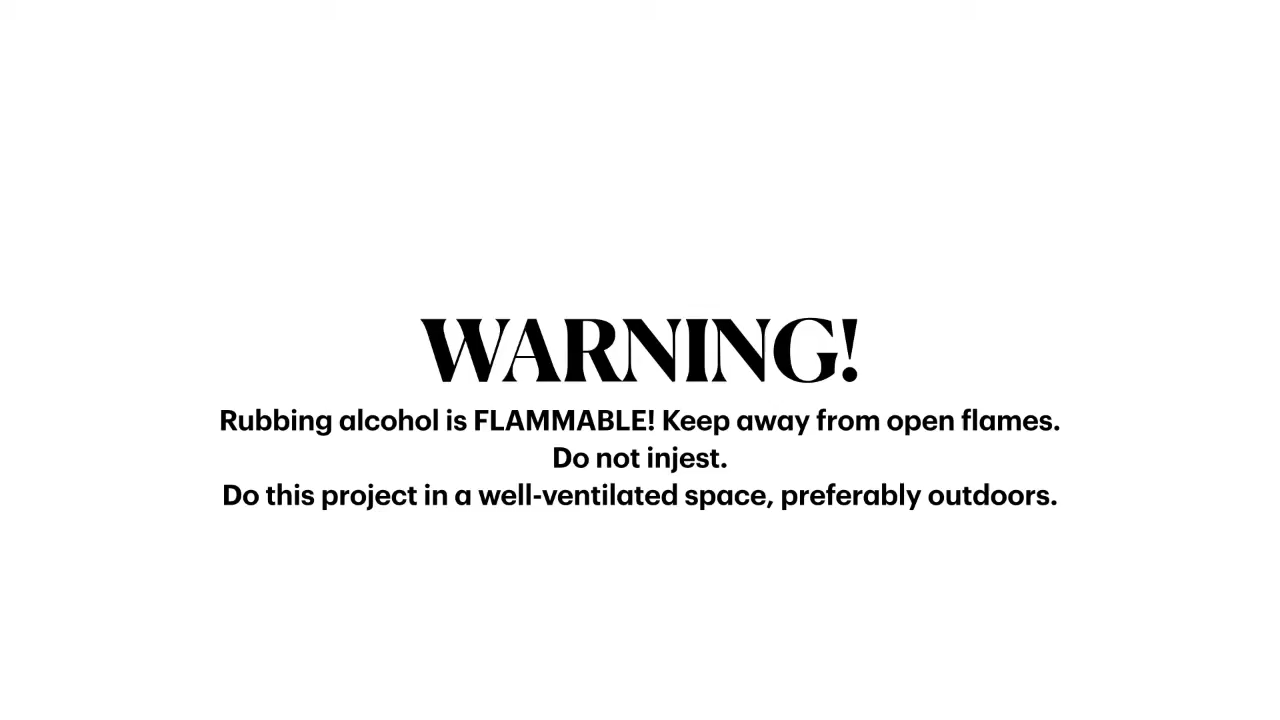 WARNING!
Rubbing alcohol is FLAMMABLE! Keep away from open flames.
Do not injest.
Do this project in a well-ventilated space, preferably outdoors.